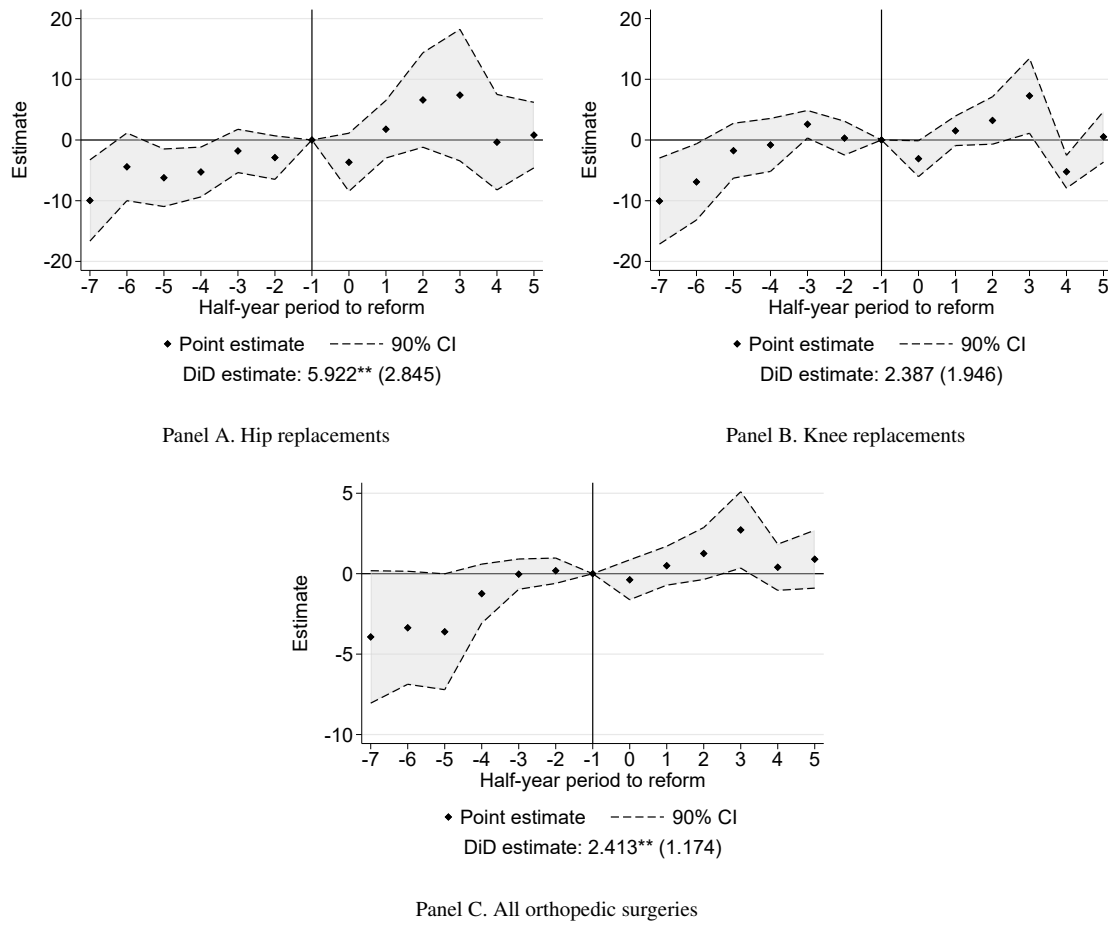 20
10
0
-10
-20
Estimate
-7 -6 -5 -4 -3 -2 -1 0 1 2 3 4 5
Half-year period to reform
Point estimate 90% CI
DiD estimate: 5.922** (2.845)
Panel A. Hip replacements
20
10
0
-10
-20
Estimate
-7 -6 -5 -4 -3 -2 -1 0 1 2 3 4 5
Half-year period to reform
Point estimate 90% CI
DiD estimate: 2.387 (1.946)
Panel B. Knee replacements
5
0
-5
-10
Estimate
-7 -6 -5 -4 -3 -2 -1 0 1 2 3 4 5
Half-year period to reform
Point estimate 90% CI
DiD estimate: 2.413** (1.174)
Panel C. All orthopedic surgeries